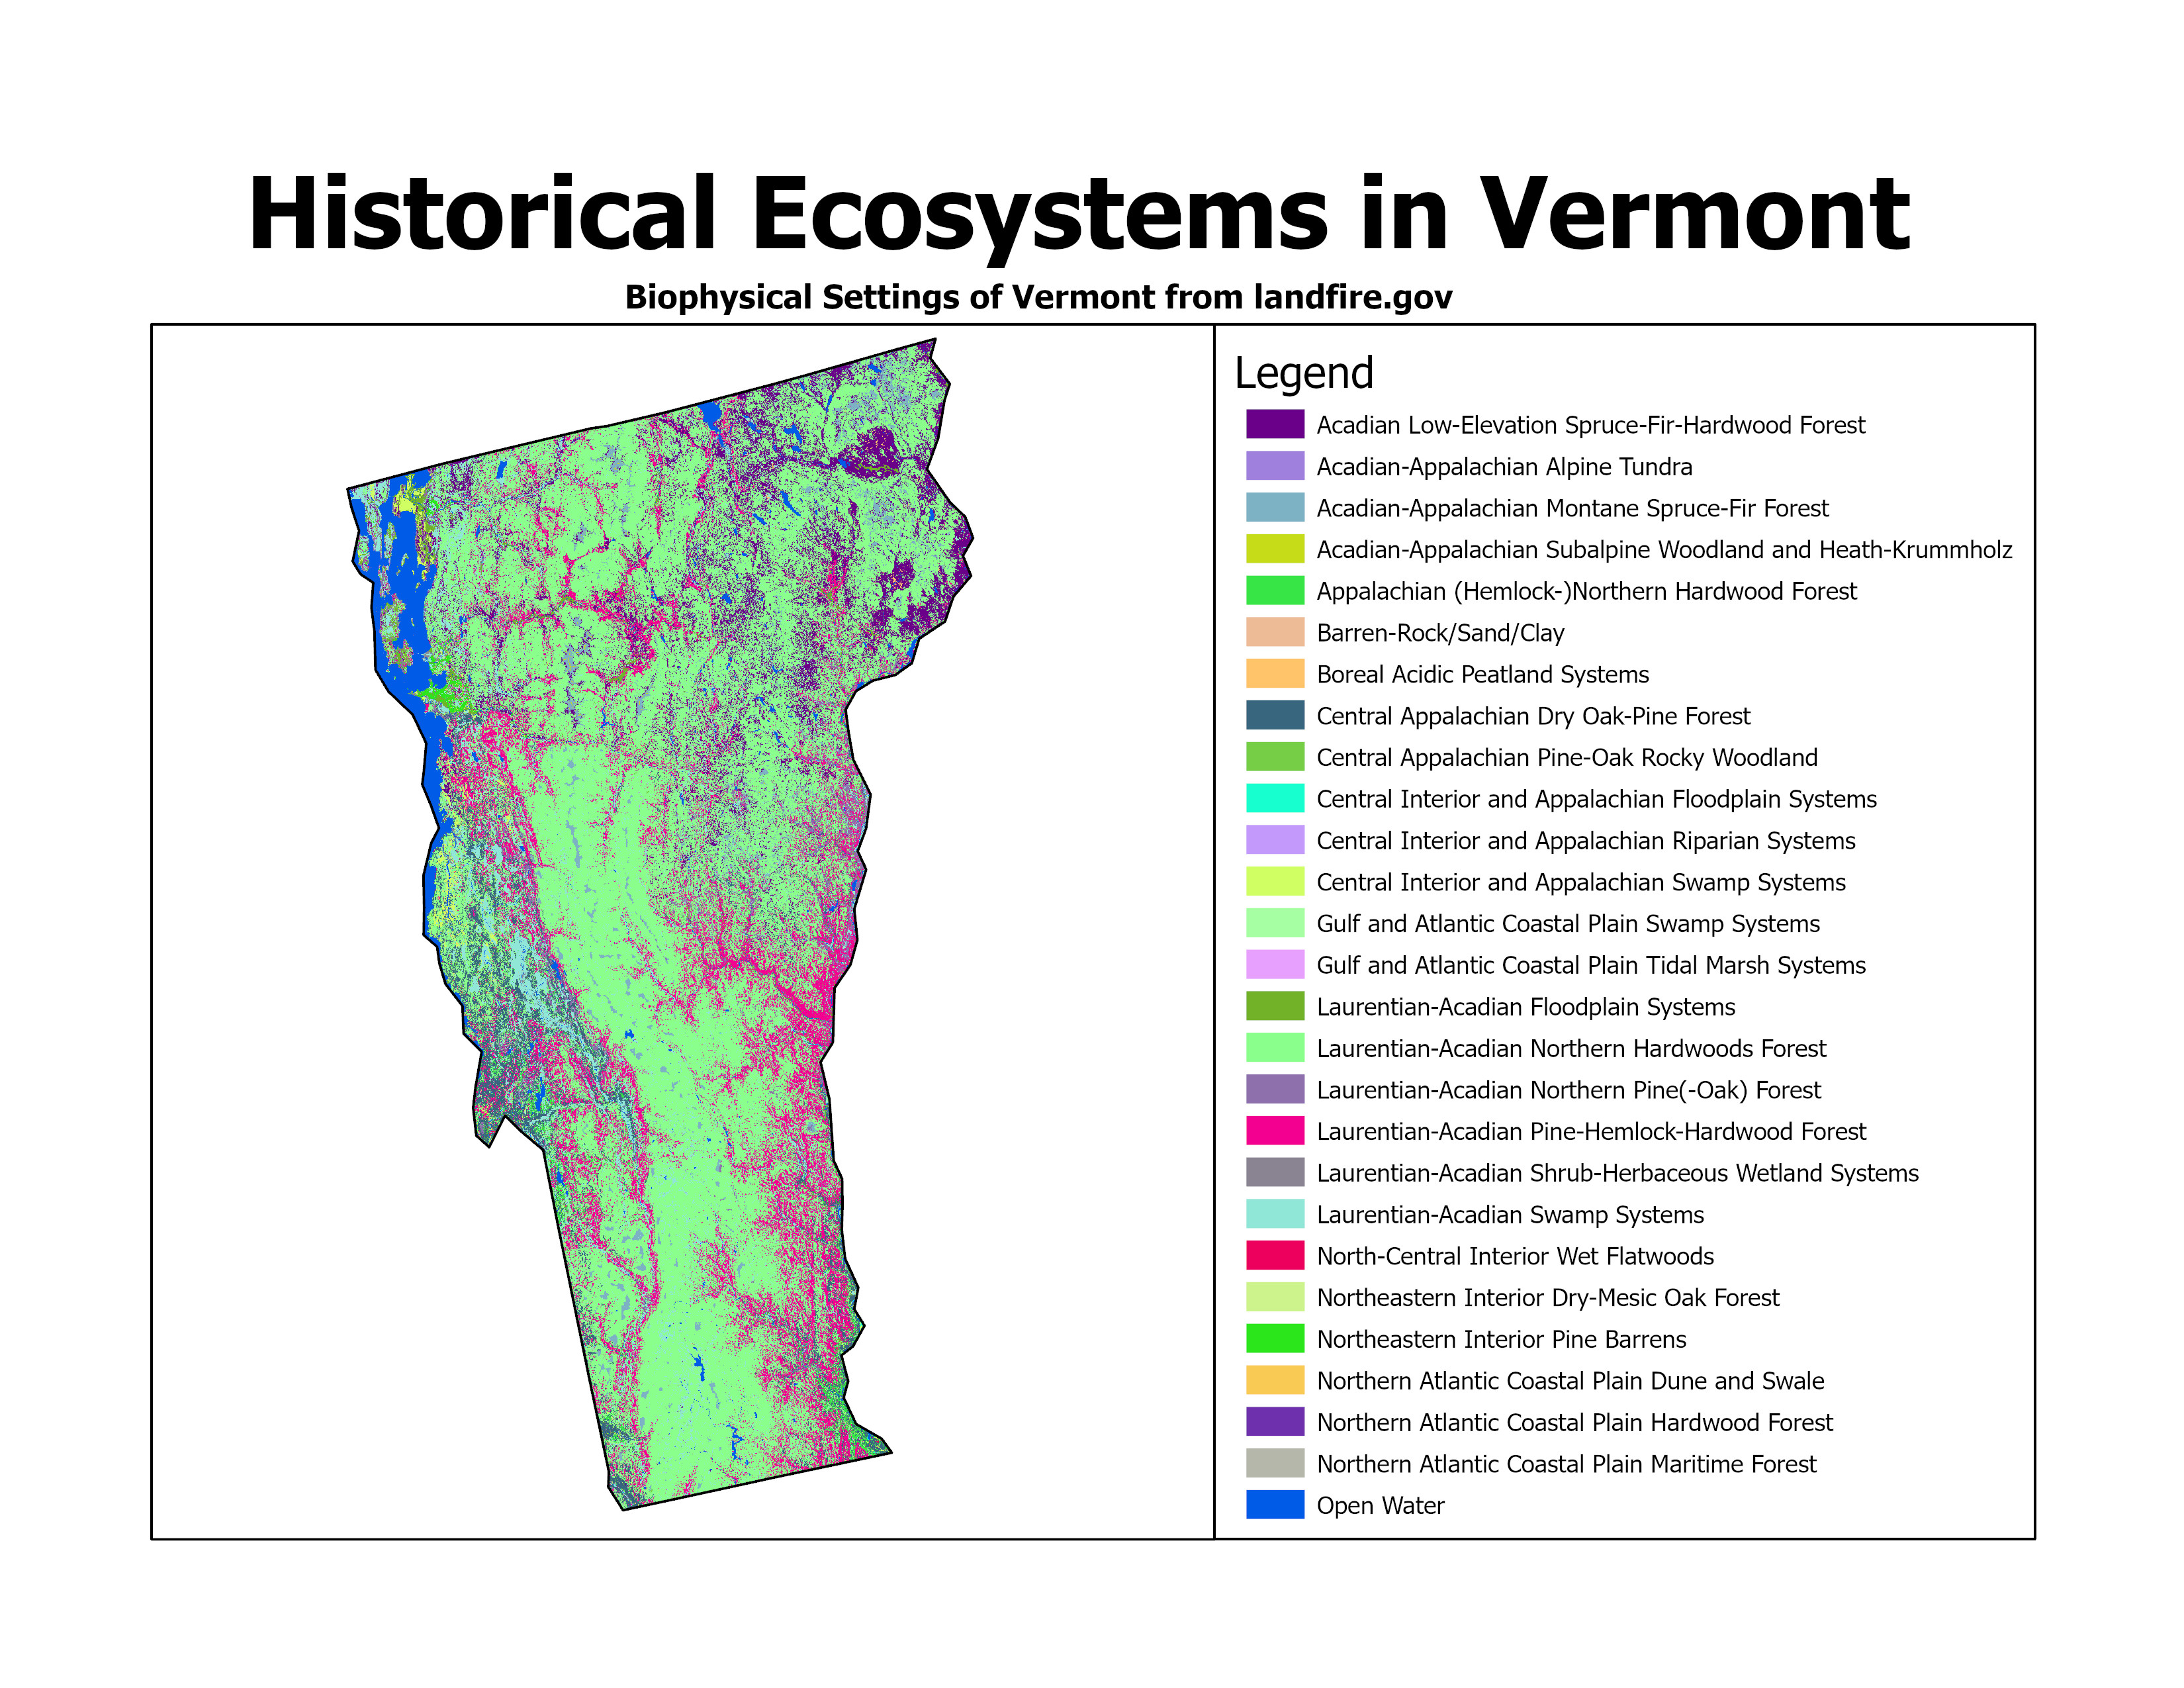 Historical Ecosystems in Vermont
Biophysical Settings of Vermont from landfire.gov
Legend
Acadian Low-Elevation Spruce-Fir-Hardwood Forest
Acadian-Appalachian Alpine Tundra
Acadian-Appalachian Montane Spruce-Fir Forest
Acadian-Appalachian Subalpine Woodland and Heath-Krummholz
Appalachian (Hemlock-)Northern Hardwood Forest
Barren-Rock/Sand/Clay
Boreal Acidic Peatland Systems
Central Appalachian Dry Oak-Pine Forest
Central Appalachian Pine-Oak Rocky Woodland
Central Interior and Appalachian Floodplain Systems
Central Interior and Appalachian Riparian Systems
Central Interior and Appalachian Swamp Systems
Gulf and Atlantic Coastal Plain Swamp Systems
Gulf and Atlantic Coastal Plain Tidal Marsh Systems
Laurentian-Acadian Floodplain Systems
Laurentian-Acadian Northern Hardwoods Forest
Laurentian-Acadian Northern Pine(-Oak) Forest
Laurentian-Acadian Pine-Hemlock-Hardwood Forest
Laurentian-Acadian Shrub-Herbaceous Wetland Systems
Laurentian-Acadian Swamp Systems
North-Central Interior Wet Flatwoods
Northeastern Interior Dry-Mesic Oak Forest
Northeastern Interior Pine Barrens
Northern Atlantic Coastal Plain Dune and Swale
Northern Atlantic Coastal Plain Hardwood Forest
Northern Atlantic Coastal Plain Maritime Forest
Open Water